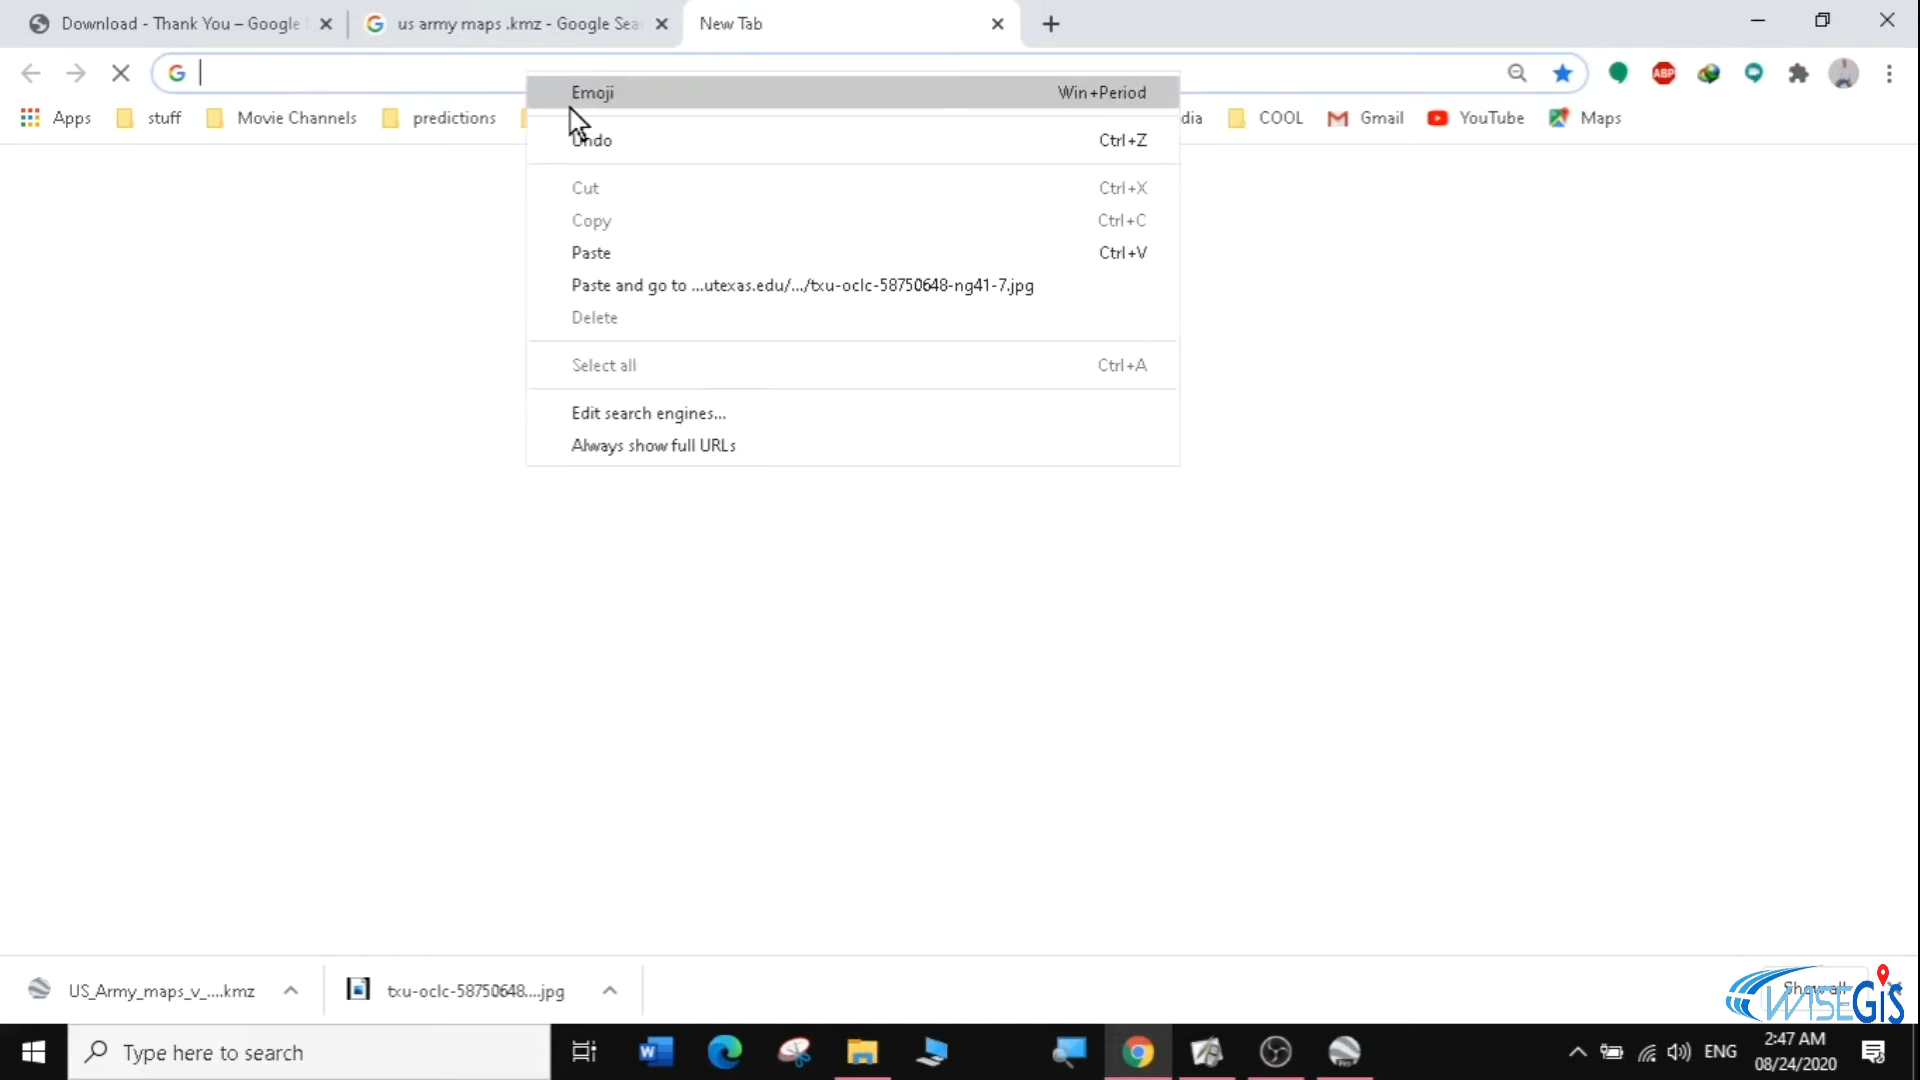 Download - Thank You – Google
us army maps .kmz - Google Sea
New Tab
ABP
Apps
stuff
Movie Channels
predictions
dia
COOL
Gmail
YouTube
Maps
Emoji Win+Period
Undo Ctrl+Z
Cut Ctrl+X
Copy Ctrl+C
Paste Ctrl+V
Paste and go to ...utexas.edu/.../txu-oclc-58750648-ng41-7.jpg
Delete
Select all Ctrl+A
Edit search engines...
Always show full URLs
US_Army_maps_v_....kmz
txu-oclc-58750648....jpg
Show all
WISEGIS
Type here to search
ENG
2:47 AM
08/24/2020